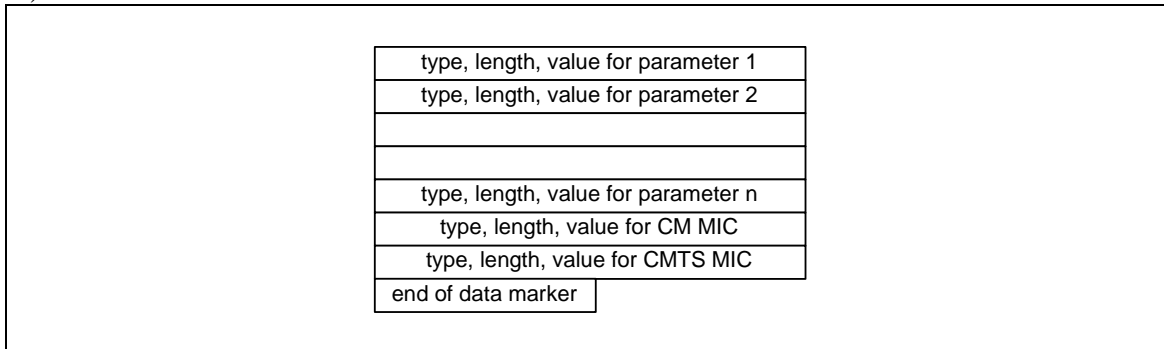 type, length, value for parameter 1
type, length, value for parameter 2
type, length, value for parameter n
type, length, value for CM MIC
type, length, value for CMTS MIC
end of data marker